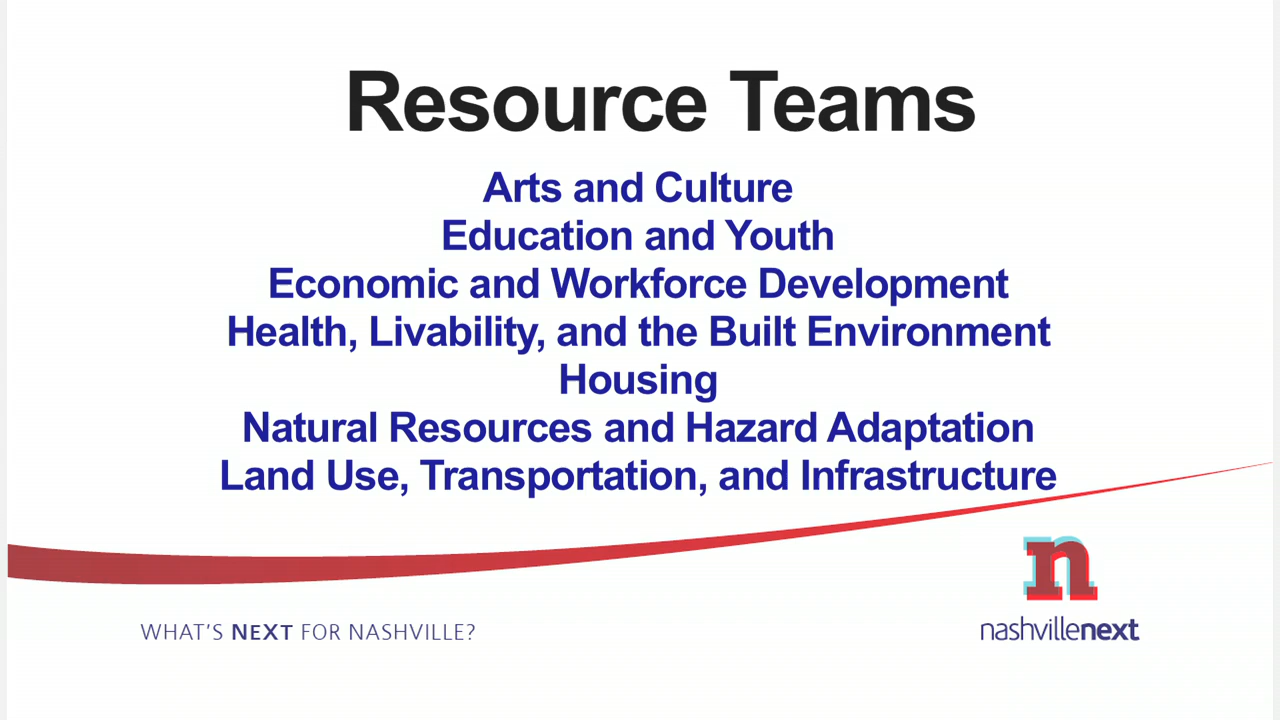 Resource Teams
Arts and Culture
Education and Youth
Economic and Workforce Development
Health, Livability, and the Built Environment
Housing
Natural Resources and Hazard Adaptation
Land Use, Transportation, and Infrastructure
n
WHAT'S NEXT FOR NASHVILLE?
nashvillenext